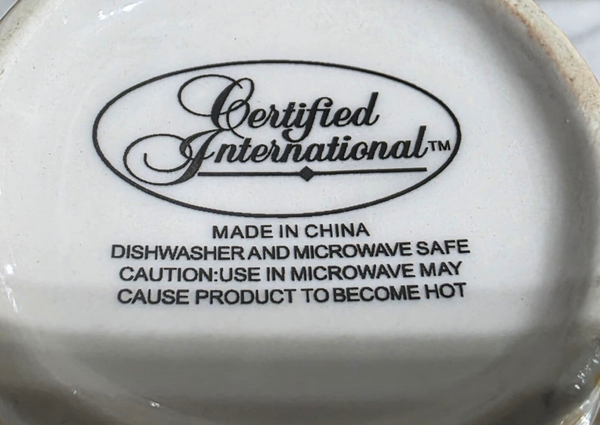 Certified
International™
MADE IN CHINA
DISHWASHER AND MICROWAVE SAFE
CAUTION:USE IN MICROWAVE MAY
CAUSE PRODUCT TO BECOME HOT